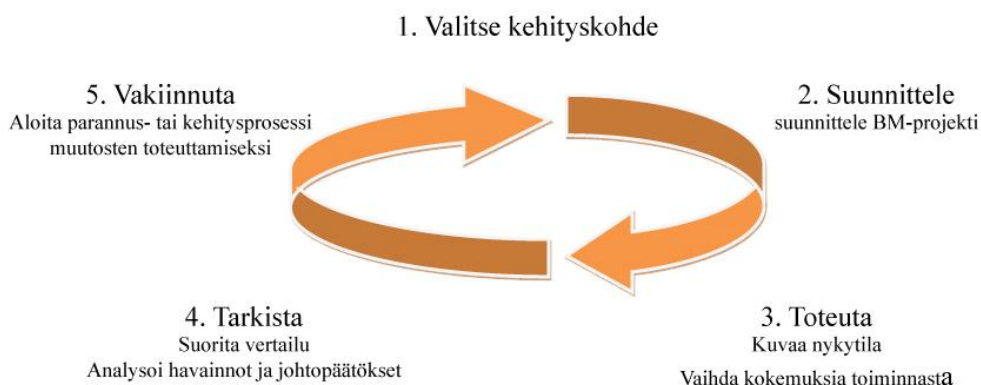 1. Valitse kehityskohde
2. Suunnittele
suunnittele BM-projekti
3. Toteuta
Kuvaa nykytila
Vaihda kokemuksia toiminnasta
4. Tarkista
Suorita vertailu
Analysoi havainnot ja johtopäätökset
5. Vakiinnuta
Aloita parannus- tai kehitysprosessi
muutosten toteuttamiseksi